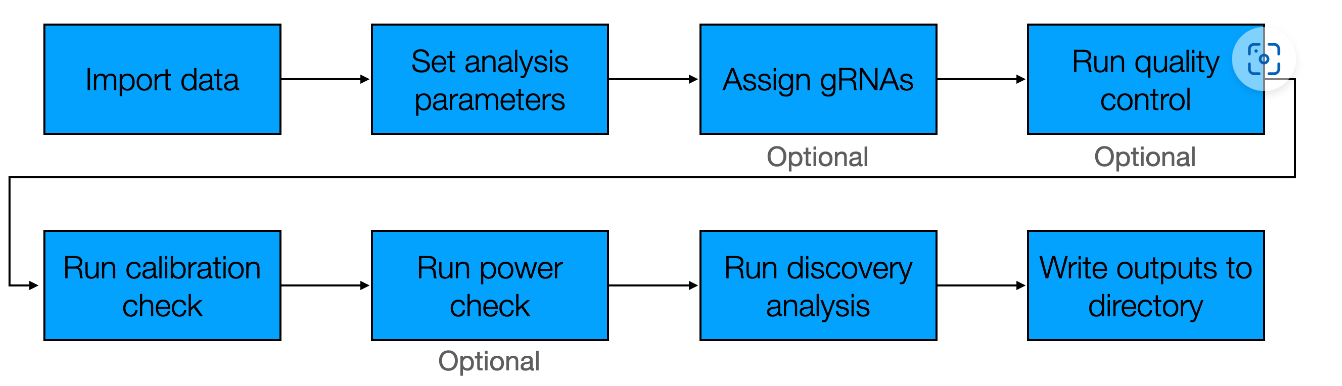 Import data
Set analysis
parameters
Assign gRNAs
Optional
Run quality
control
Optional
Run calibration
check
Run power
check
Optional
Run discovery
analysis
Write outputs to
directory